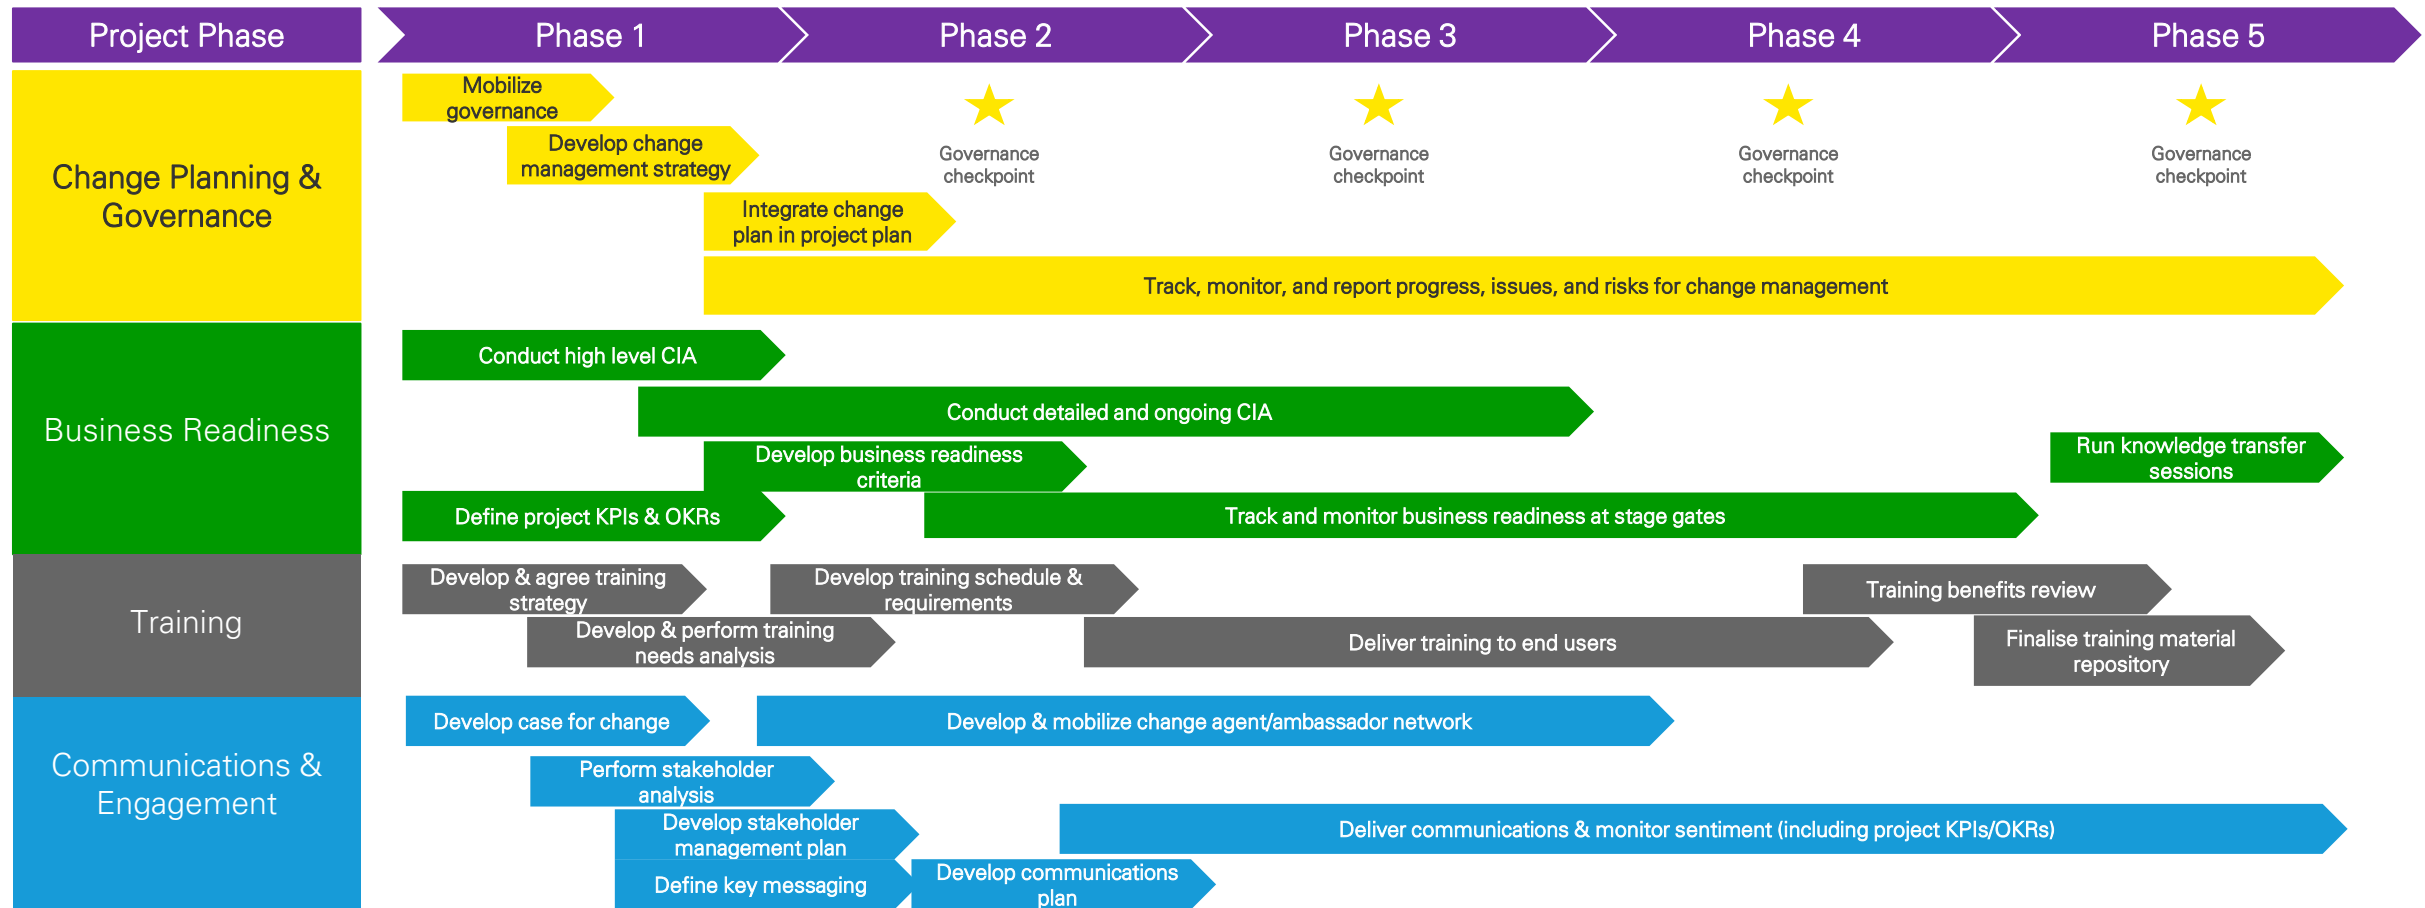 Project Phase
Phase 1
Phase 2
Phase 3
Phase 4
Phase 5
Change Planning &
Governance
Mobilize
governance
Develop change
management strategy
Integrate change
plan in project plan
Track, monitor, and report progress, issues, and risks for change management
Governance
checkpoint
Governance
checkpoint
Governance
checkpoint
Governance
checkpoint
Business Readiness
Conduct high level CIA
Conduct detailed and ongoing CIA
Develop business readiness
criteria
Run knowledge transfer
sessions
Define project KPIs & OKRs
Track and monitor business readiness at stage gates
Training
Develop & agree training
strategy
Develop training schedule &
requirements
Training benefits review
Develop & perform training
needs analysis
Deliver training to end users
Finalise training material
repository
Communications &
Engagement
Develop case for change
Develop & mobilize change agent/ambassador network
Perform stakeholder
analysis
Develop stakeholder
management plan
Deliver communications & monitor sentiment (including project KPIs/OKRs)
Define key messaging
Develop communications
plan